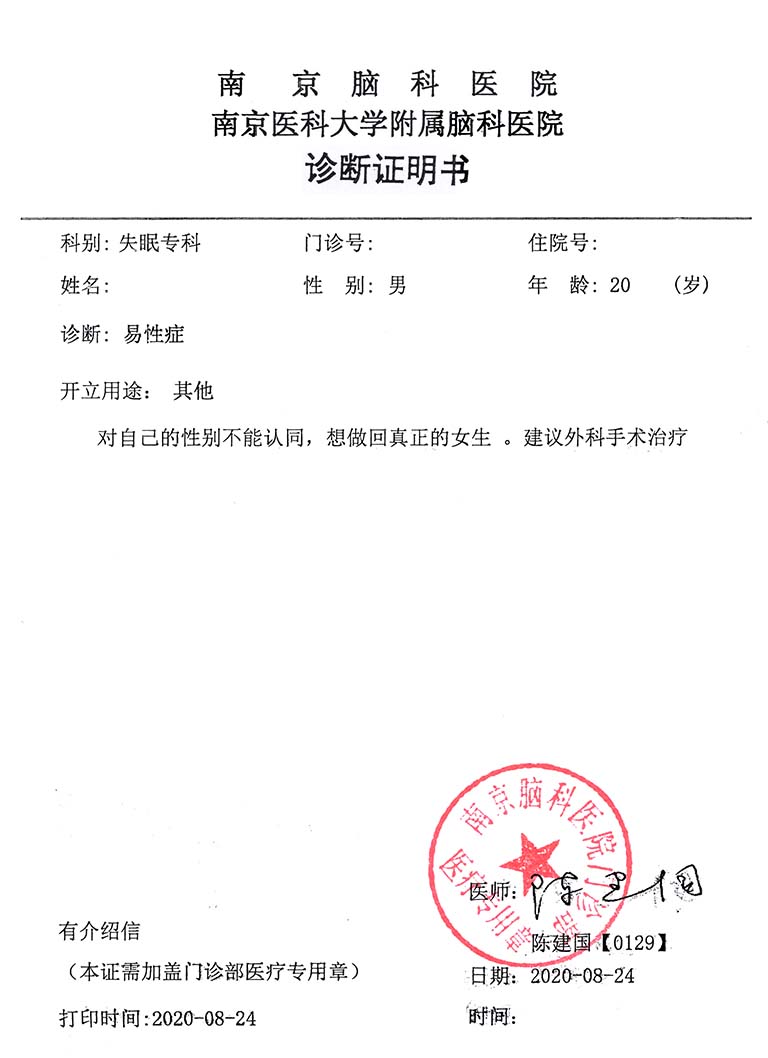 南京脑科医院
南京医科大学附属脑科医院
诊断证明书
科别: 失眠专科 门诊号: 住院号:
姓名: 性 别: 男 年 龄: 20 (岁)
诊断: 易性症
开立用途: 其他
对自己的性别不能认同,想做回真正的女生 。建议外科手术治疗
南京脑科医院门诊部
医疗专用章
医师: 陈建国
陈建国【0129】
有介绍信
(本证需加盖门诊部医疗专用章)
日期: 2020-08-24
打印时间:2020-08-24
时间: